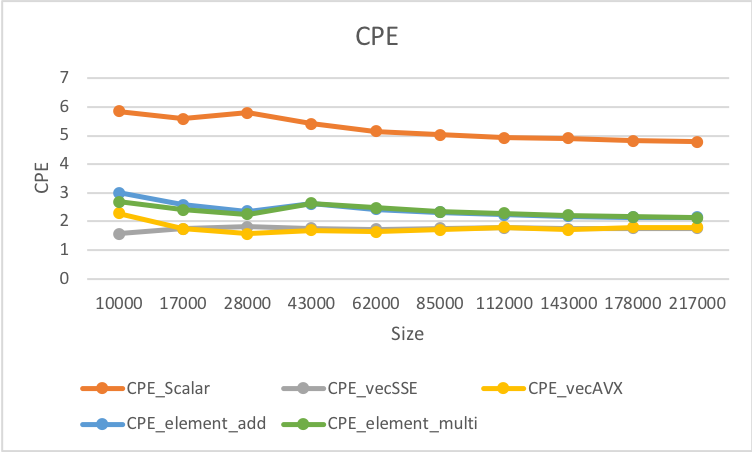 CPE
7
6
5
4
3
2
1
0
CPE
10000 17000 28000 43000 62000 85000 112000 143000 178000 217000
Size
CPE_Scalar CPE_vecSSE CPE_vecAVX
CPE_element_add CPE_element_multi